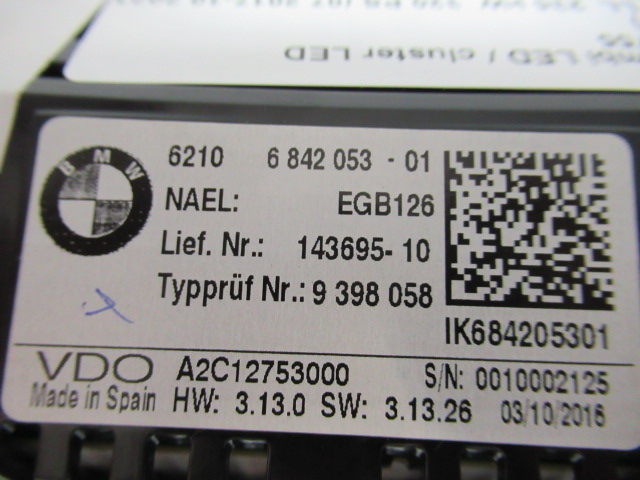 cluster LED
BMW
6210 6 842 053 - 01
NAEL: EGB126
Lief. Nr.: 143695- 10
Typprüf Nr.: 9 398 058
IK684205301
VDO A2C12753000 S/N: 0010002125
Made in Spain HW: 3.13.0 SW: 3.13.26 03/10/2016